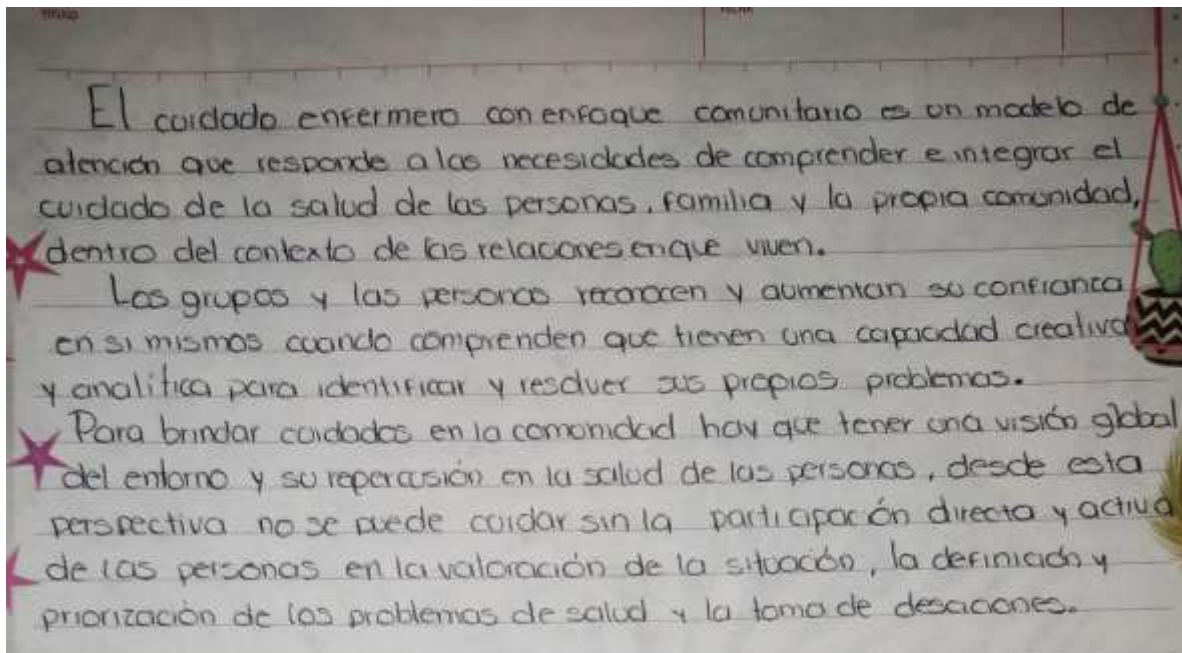 TITULO
El cuidado enfermero con enfoque comunitario es un modelo de
atención que responde a las necesidades de comprender e integrar el
cuidado de la salud de las personas, familia y la propia comunidad,
dentro del contexto de las relaciones en que viven.
Los grupos y las personas reconocen y aumentan su confianca
en si mismos cuando comprenden que tienen una capacidad creativa
y analitica para identificar y resolver sus propios problemas.
Para brindar cuidados en la comunidad hay que tener una visión global
del entorno y su repercusión en la salud de las personas, desde esta
perspectiva no se puede cuidar sin la participación directa y activa
de las personas en la valoración de la situación, la definición y
priorización de los problemas de salud y la toma de desaciones.